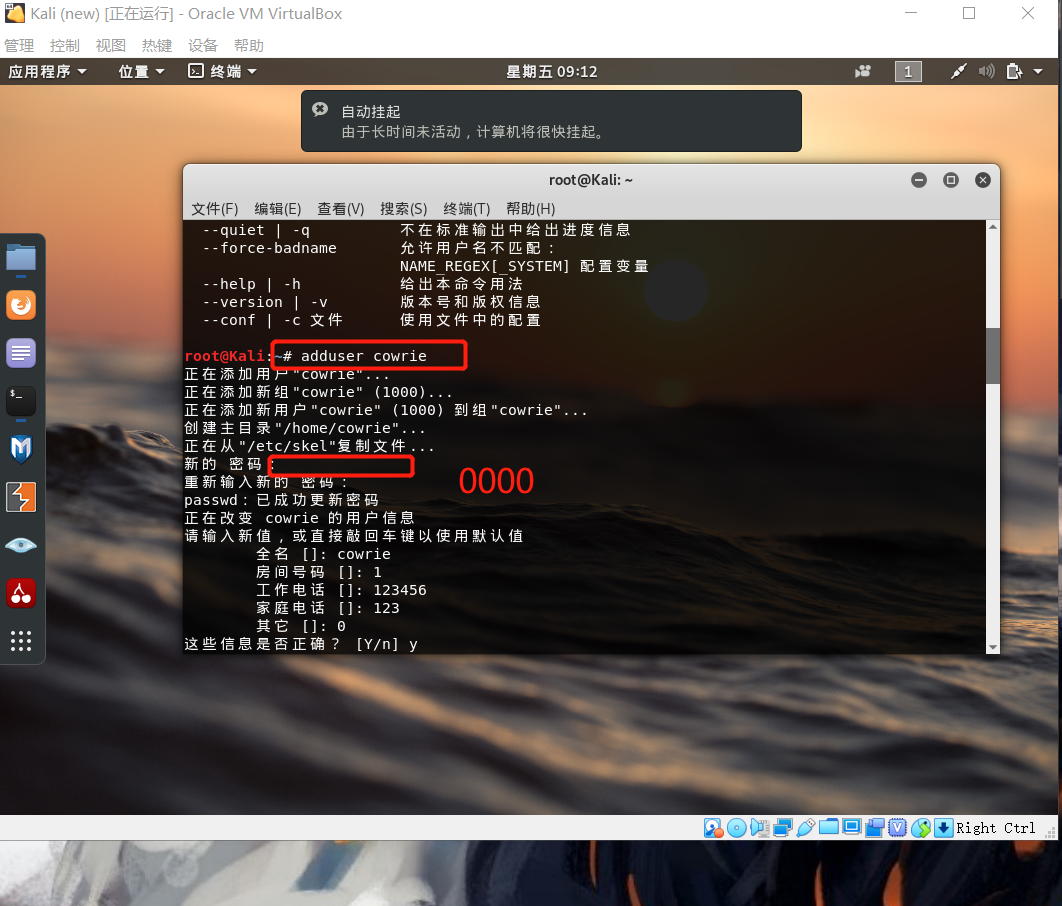 Kali (new) [正在运行] - Oracle VM VirtualBox
管理 控制 视图 热键 设备 帮助
应用程序 位置 终端 星期五 09:12 1
自动挂起
由于长时间未活动，计算机将很快挂起。
root@Kali: ~
文件(F) 编辑(E) 查看(V) 搜索(S) 终端(T) 帮助(H)
--quiet | -q 不在标准输出中给出进度信息
--force-badname 允许用户名不匹配：
NAME_REGEX[_SYSTEM] 配置变量
--help | -h 给出本命令用法
--version | -v 版本号和版权信息
--conf | -c 文件 使用文件中的配置
root@Kali:~# adduser cowrie
正在添加用户"cowrie"...
正在添加新组"cowrie" (1000)...
正在添加新用户"cowrie" (1000) 到组"cowrie"...
创建主目录"/home/cowrie"...
正在从"/etc/skel"复制文件...
新的 密码：
重新输入新的 密码：
0000
passwd：已成功更新密码
正在改变 cowrie 的用户信息
请输入新值，或直接敲回车键以使用默认值
全名 []: cowrie
房间号码 []: 1
工作电话 []: 123456
家庭电话 []: 123
其它 []: 0
这些信息是否正确？ [Y/n] y
Right Ctrl